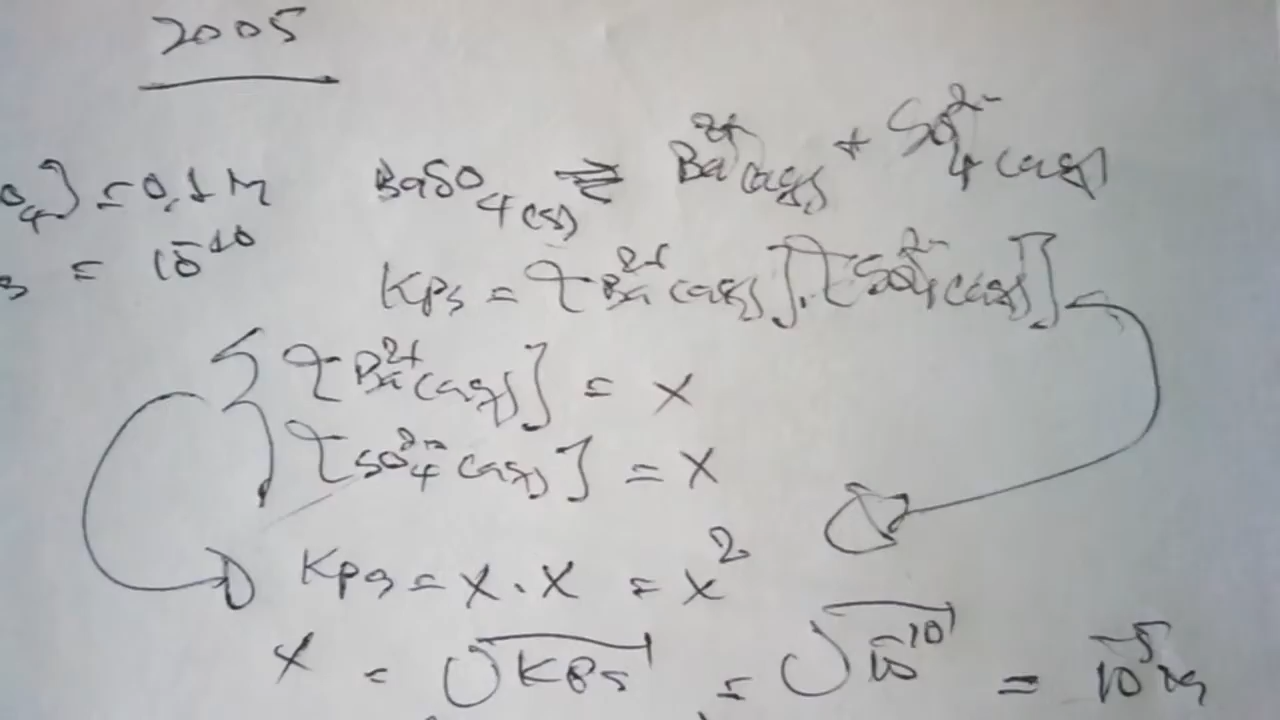 2005
O₄] = 0,1 M
BaSO₄(s) ⇌ Ba²⁺(aq) + SO₄²⁻(aq)
= 10⁻¹⁰
Kps = [Ba²⁺(aq)].[SO₄²⁻(aq)]
[Ba²⁺(aq)] = x
[SO₄²⁻(aq)] = x
Kps = x . x = x²
x = √Kps = √10⁻¹⁰ = 10⁻⁵ M